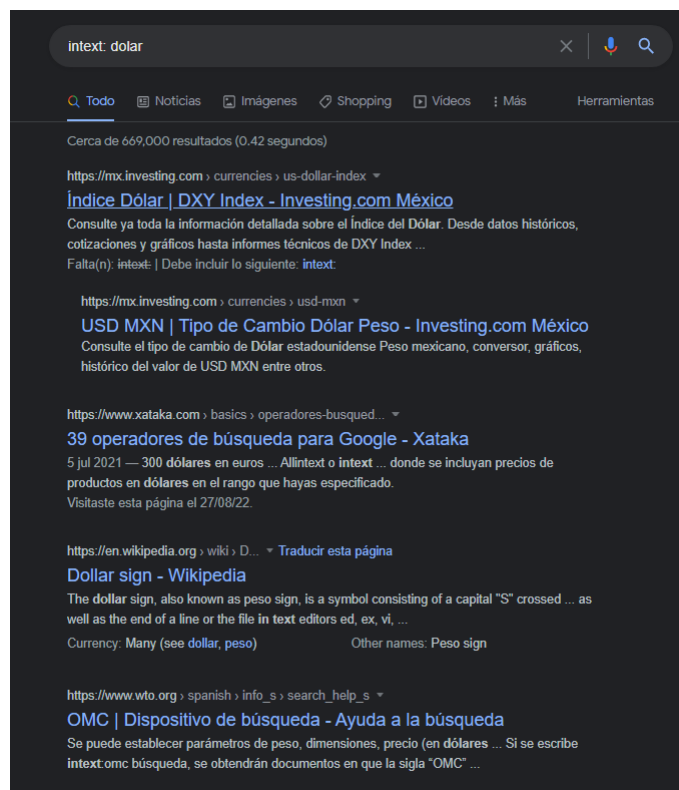 intext: dolar
Todo Noticias Imágenes Shopping Vídeos Más Herramientas
Cerca de 669,000 resultados (0.42 segundos)
https://mx.investing.com › currencies › us-dollar-index
Índice Dólar | DXY Index - Investing.com México
Consulte ya toda la información detallada sobre el Índice del Dólar. Desde datos históricos,
cotizaciones y gráficos hasta informes técnicos de DXY Index ...
Falta(n): intext: | Debe incluir lo siguiente: intext:
https://mx.investing.com › currencies › usd-mxn
USD MXN | Tipo de Cambio Dólar Peso - Investing.com México
Consulte el tipo de cambio de Dólar estadounidense Peso mexicano, conversor, gráficos,
histórico del valor de USD MXN entre otros.
https://www.xataka.com › basics › operadores-busqued...
39 operadores de búsqueda para Google - Xataka
5 jul 2021 — 300 dólares en euros ... Allintext o intext ... donde se incluyan precios de
productos en dólares en el rango que hayas especificado.
Visitaste esta página el 27/08/22.
https://en.wikipedia.org › wiki › D... Traducir esta página
Dollar sign - Wikipedia
The dollar sign, also known as peso sign, is a symbol consisting of a capital "S" crossed ... as
well as the end of a line or the file in text editors ed, ex, vi, ...
Currency: Many (see dollar, peso) Other names: Peso sign
https://www.wto.org › spanish › info_s › search_help_s
OMC | Dispositivo de búsqueda - Ayuda a la búsqueda
Se puede establecer parámetros de peso, dimensiones, precio (en dólares ... Si se escribe
intext:omc búsqueda, se obtendrán documentos en que la sigla “OMC” ...